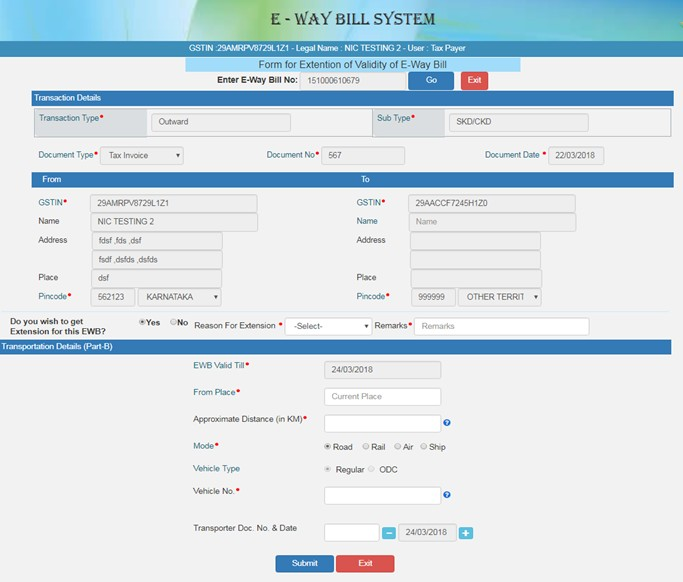 E - WAY BILL SYSTEM
GSTIN :29AMRPV8729L1Z1 - Legal Name : NIC TESTING 2 - User : Tax Payer
Form for Extention of Validity of E-Way Bill
Enter E-Way Bill No: 151000610679 Go Exit
Transaction Details
Transaction Type* Outward Sub Type* SKD/CKD
Document Type* Tax Invoice Document No* 567 Document Date * 22/03/2018
From To
GSTIN* 29AMRPV8729L1Z1 GSTIN* 29AACCF7245H1Z0
Name NIC TESTING 2 Name Name
Address fdsf ,fds ,dsf Address
fsdf ,dsfds ,dsfds
Place dsf Place
Pincode* 562123 KARNATAKA Pincode* 999999 OTHER TERRIT
Do you wish to get
Extension for this EWB? Yes No Reason For Extension * -Select- Remarks* Remarks
Transportation Details (Part-B)
EWB Valid Till* 24/03/2018
From Place* Current Place
Approximate Distance (in KM)*
Mode* Road Rail Air Ship
Vehicle Type Regular ODC
Vehicle No.*
Transporter Doc. No. & Date 24/03/2018
Submit Exit